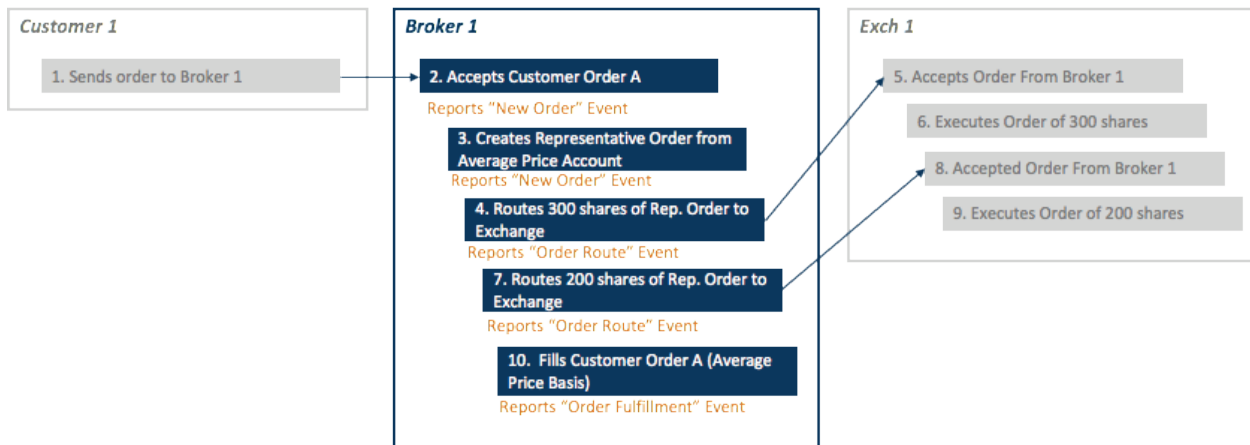 Customer 1
1. Sends order to Broker 1
Broker 1
2. Accepts Customer Order A
Reports "New Order" Event
3. Creates Representative Order from
Average Price Account
Reports "New Order" Event
4. Routes 300 shares of Rep. Order to
Exchange
Reports "Order Route" Event
7. Routes 200 shares of Rep. Order to
Exchange
Reports "Order Route" Event
10. Fills Customer Order A (Average
Price Basis)
Reports "Order Fulfillment" Event
Exch 1
5. Accepts Order From Broker 1
6. Executes Order of 300 shares
8. Accepted Order From Broker 1
9. Executes Order of 200 shares